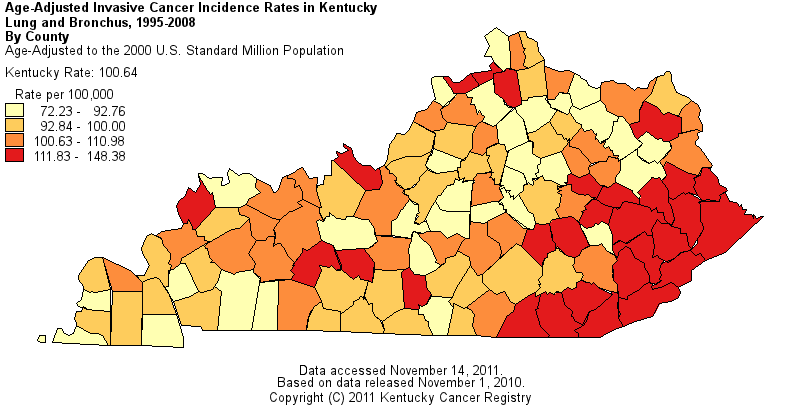 Age-Adjusted Invasive Cancer Incidence Rates in Kentucky
Lung and Bronchus, 1995-2008
By County
Age-Adjusted to the 2000 U.S. Standard Million Population
Kentucky Rate: 100.64
Rate per 100,000
72.23 - 92.76
92.84 - 100.00
100.63 - 110.98
111.83 - 148.38
Data accessed November 14, 2011.
Based on data released November 1, 2010.
Copyright (C) 2011 Kentucky Cancer Registry